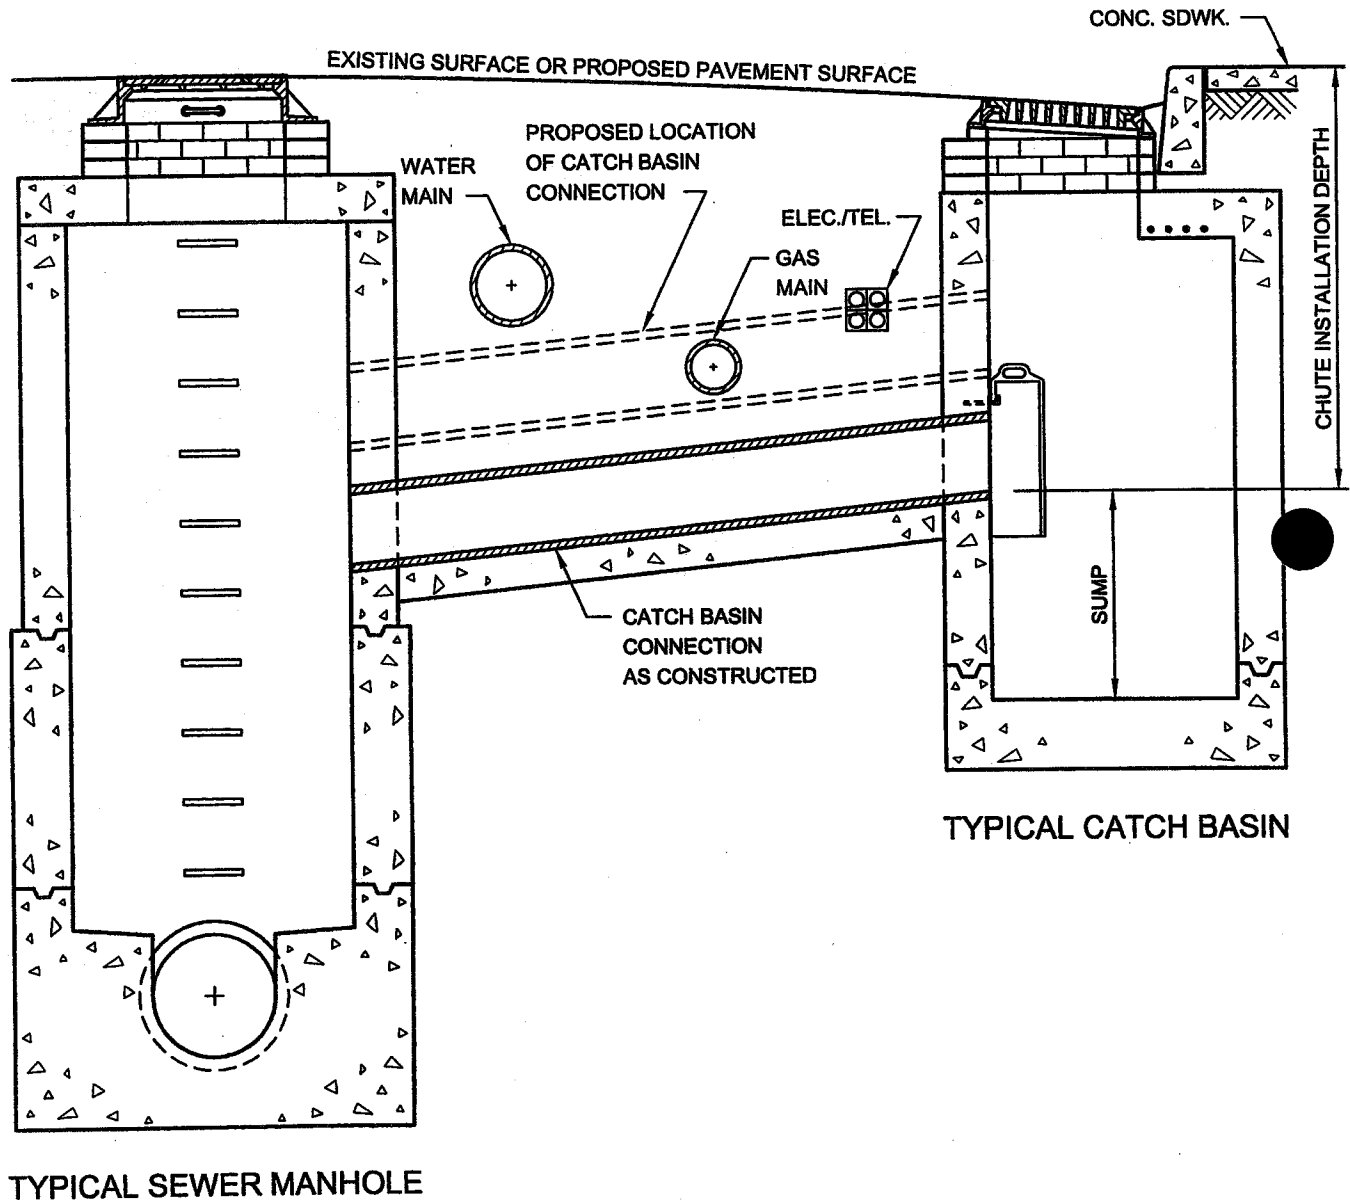 CONC. SDWK.
EXISTING SURFACE OR PROPOSED PAVEMENT SURFACE
PROPOSED LOCATION
OF CATCH BASIN
CONNECTION
WATER
MAIN
ELEC./TEL.
GAS
MAIN
CHUTE INSTALLATION DEPTH
SUMP
CATCH BASIN
CONNECTION
AS CONSTRUCTED
TYPICAL CATCH BASIN
TYPICAL SEWER MANHOLE